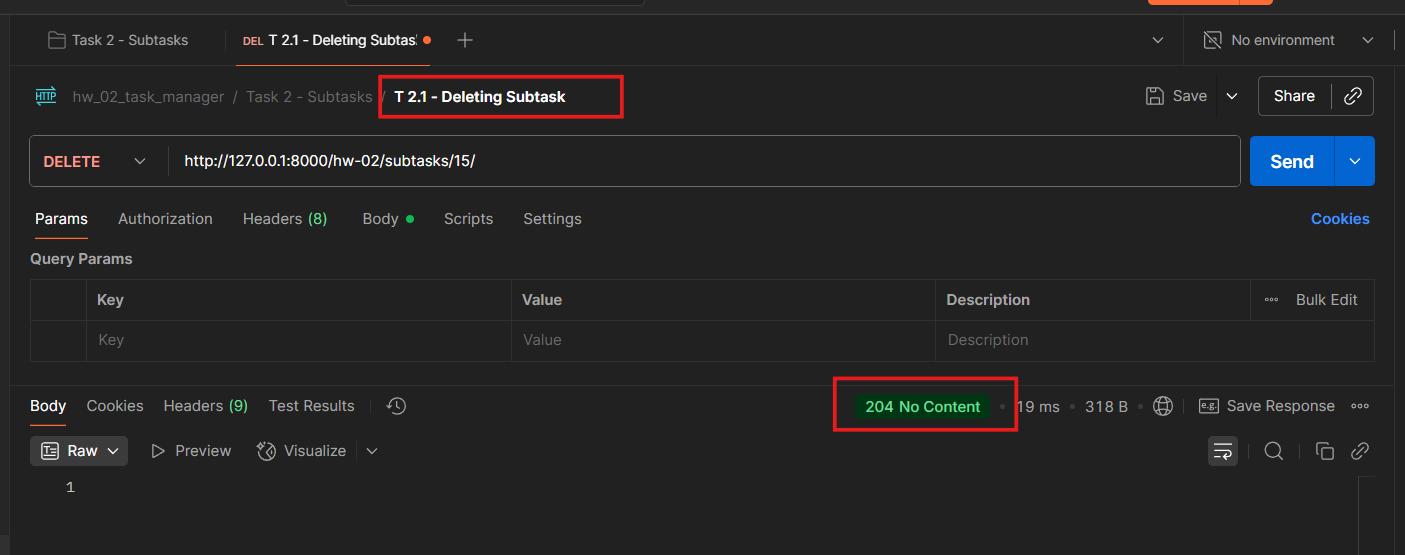 Task 2 - Subtasks
DEL T 2.1 - Deleting Subtas
No environment
HTTP hw_02_task_manager / Task 2 - Subtasks / T 2.1 - Deleting Subtask
Save
Share
DELETE
http://127.0.0.1:8000/hw-02/subtasks/15/
Send
Params Authorization Headers (8) Body Scripts Settings Cookies
Query Params
Key Value Description Bulk Edit
Key Value Description
Body Cookies Headers (9) Test Results 204 No Content 19 ms 318 B e.g. Save Response
Raw Preview Visualize
1